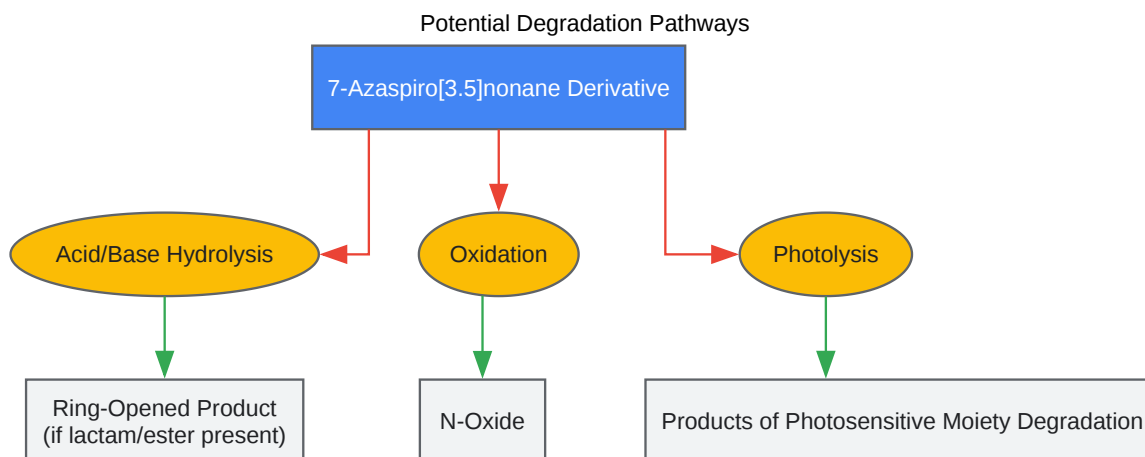 Potential Degradation Pathways
7-Azaspiro[3.5]nonane Derivative
Acid/Base Hydrolysis
Oxidation
Photolysis
Ring-Opened Product
(if lactam/ester present)
N-Oxide
Products of Photosensitive Moiety Degradation